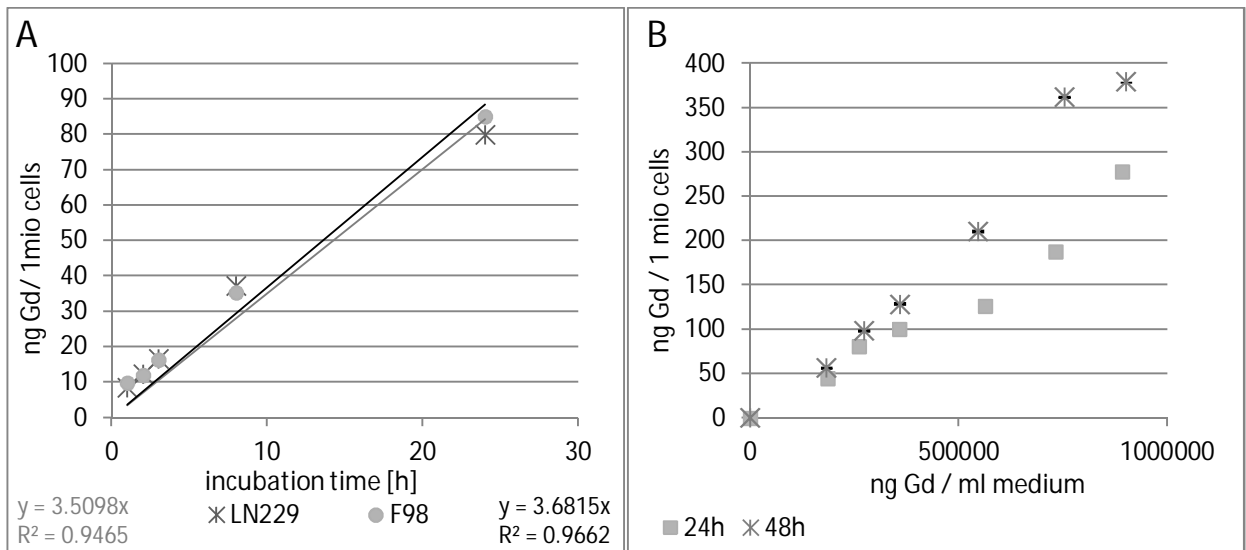 A
100
90
80
70
60
50
40
30
20
10
0
ng Gd/ 1mio cells
0 10 20 30
incubation time [h]
y = 3.5098x
R² = 0.9465
LN229 F98
y = 3.6815x
R² = 0.9662
B
400
350
300
250
200
150
100
50
0
ng Gd / 1 mio cells
0 500000 1000000
ng Gd / ml medium
24h 48h